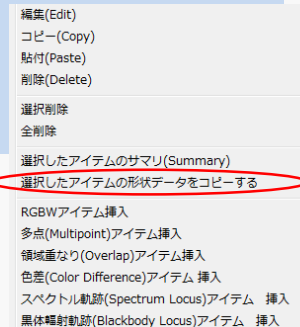 編集(Edit)
コピー(Copy)
貼付(Paste)
削除(Delete)
選択削除
全削除
選択したアイテムのサマリ(Summary)
選択したアイテムの形状データをコピーする
RGBWアイテム挿入
多点(Multipoint)アイテム挿入
領域重なり(Overlap)アイテム挿入
色差(Color Difference)アイテム 挿入
スペクトル軌跡(Spectrum Locus)アイテム　挿入
黒体輻射軌跡(Blackbody Locus)アイテム　挿入